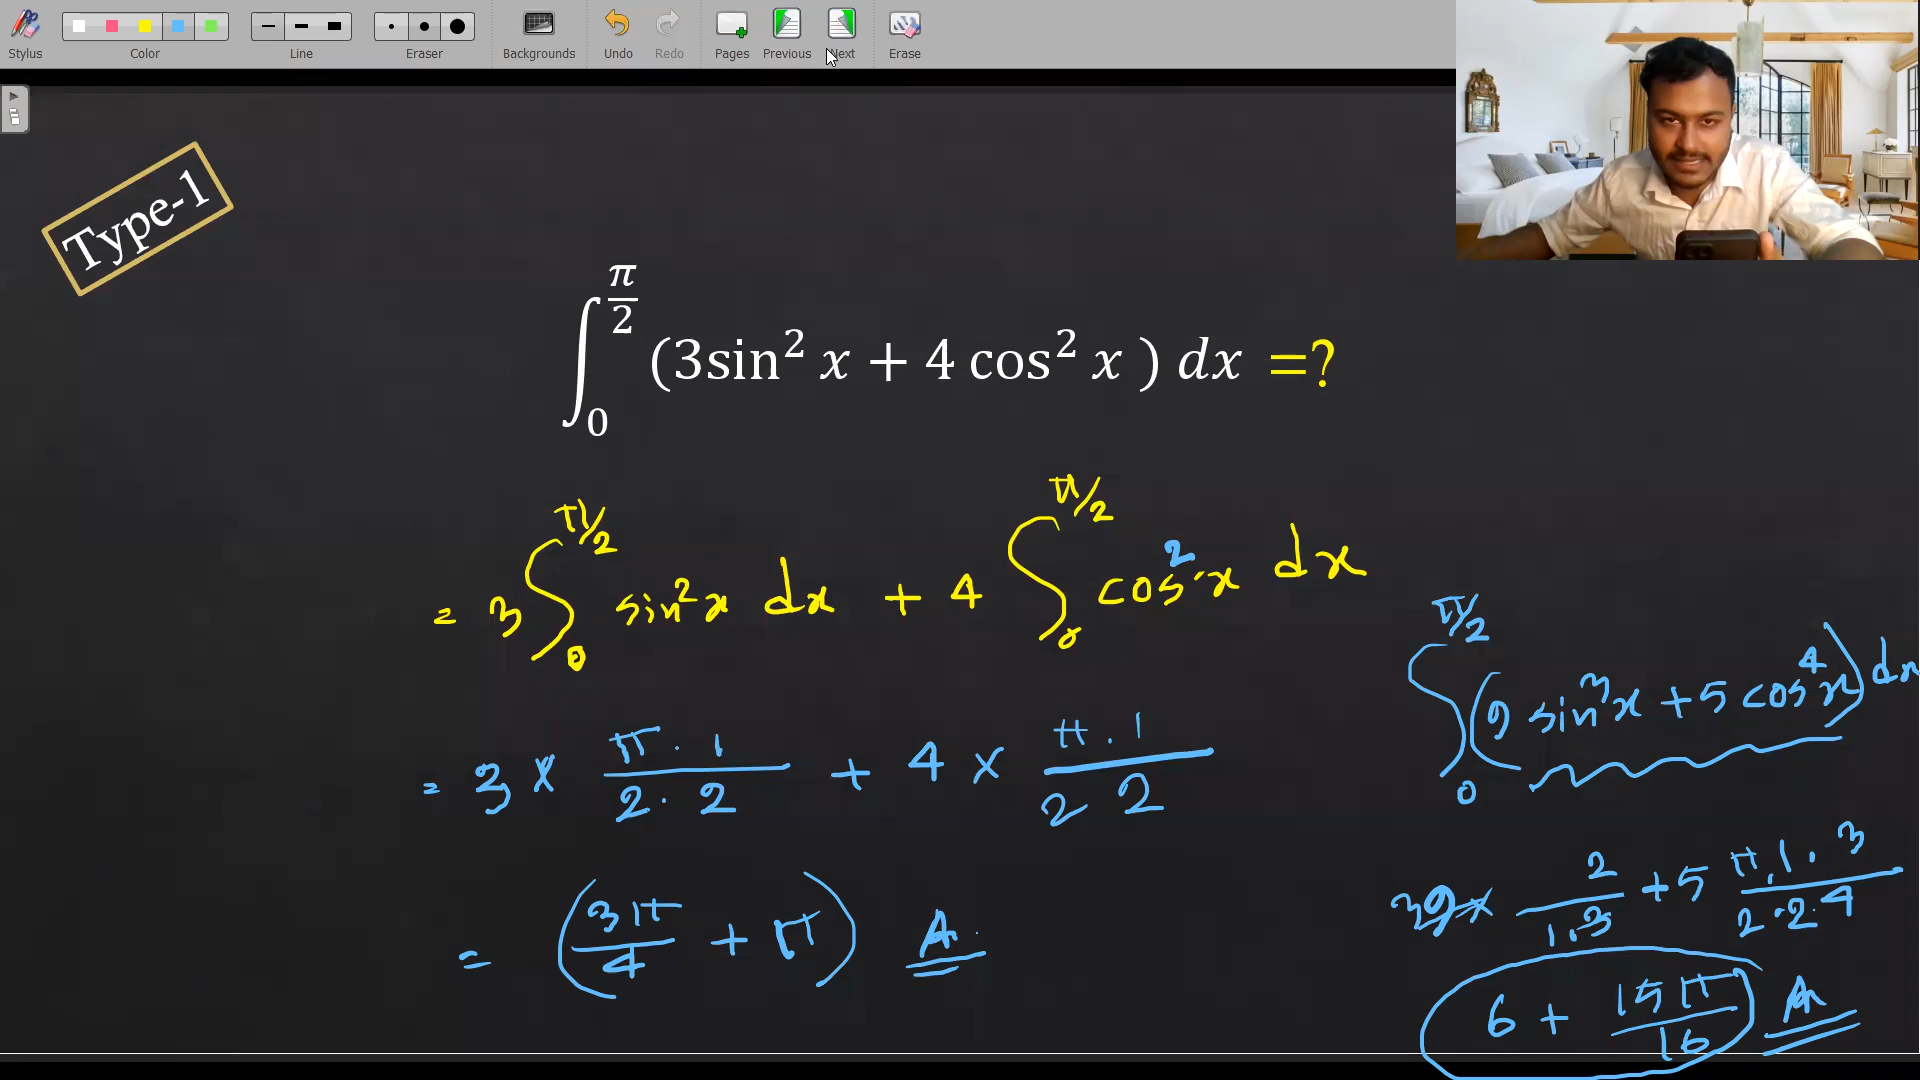 Stylus Color Line Eraser Backgrounds Undo Redo Pages Previous Next Erase
Type-1
∫₀^(π/2) (3sin² x + 4 cos² x ) dx =?
= 3 ∫₀^(π/2) sin²x dx + 4 ∫₀^(π/2) cos²x dx
= 3 × (π · 1)/(2 · 2) + 4 × (π · 1)/(2 2)
= (3π/4 + π) A
∫₀^(π/2) (9 sin³x + 5 cos⁴x) dx
9 × 2/(1.3) + 5 (π.1.3)/(2.2.4)
6 + 15π/16 A